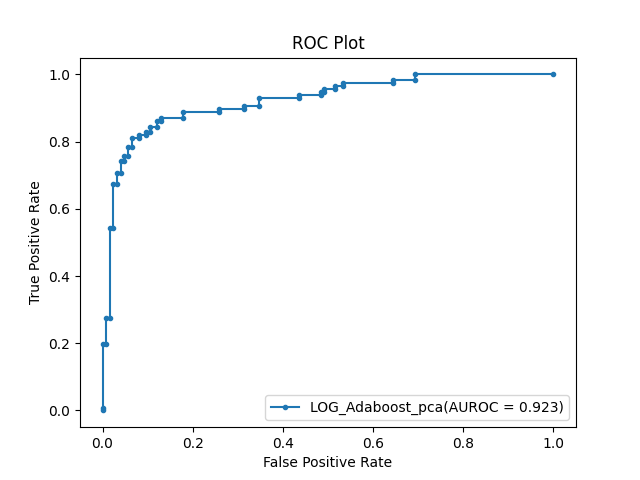 ROC Plot
1.0
0.8
0.6
0.4
0.2
0.0
True Positive Rate
LOG_Adaboost_pca(AUROC = 0.923)
0.0 0.2 0.4 0.6 0.8 1.0
False Positive Rate